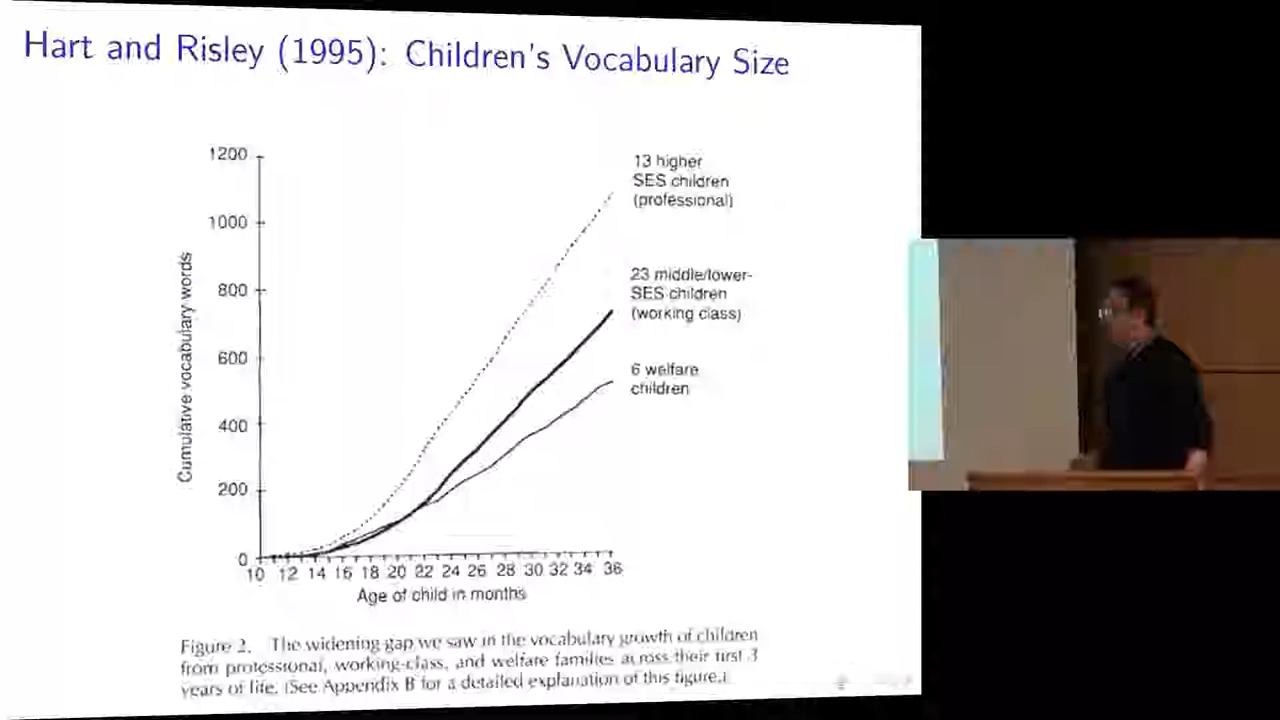 Hart and Risley (1995): Children's Vocabulary Size
1200
1000
800
600
400
200
0
Cumulative vocabulary words
10 12 14 16 18 20 22 24 26 28 30 32 34 36
Age of child in months
13 higher
SES children
(professional)
23 middle/lower-
SES children
(working class)
6 welfare
children
Figure 2. The widening gap we saw in the vocabulary growth of children
from professional, working-class, and welfare families across their first 3
years of life. (See Appendix B for a detailed explanation of this figure.)